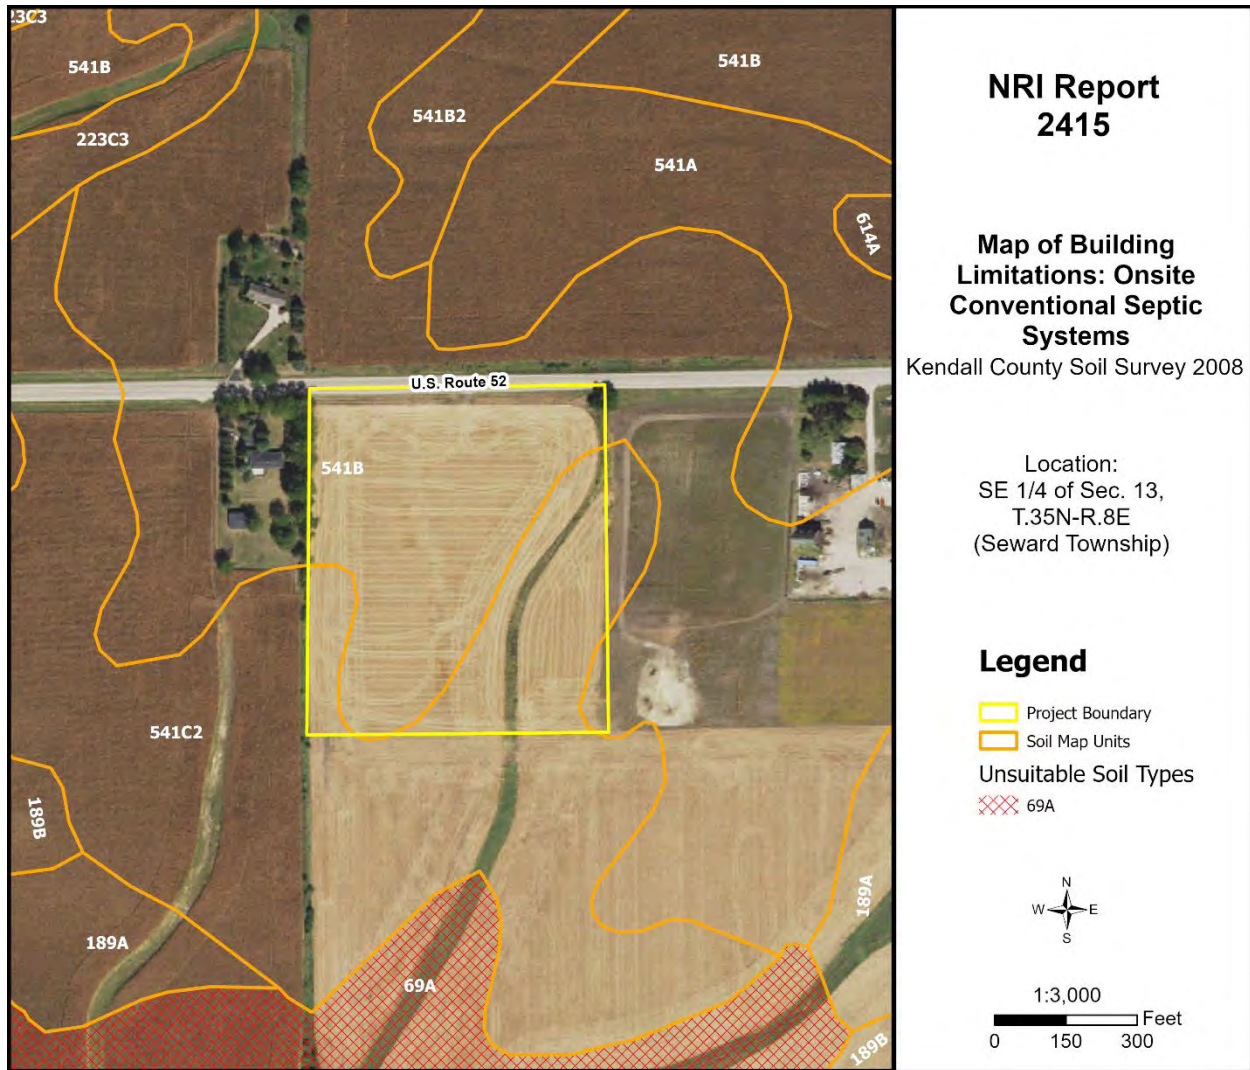 23C3
541B
223C3
541B2
541B
541A
614A
U.S. Route 52
541B
541C2
189B
189A
69A
189A
189B
NRI Report
2415
Map of Building
Limitations: Onsite
Conventional Septic
Systems
Kendall County Soil Survey 2008
Location:
SE 1/4 of Sec. 13,
T.35N-R.8E
(Seward Township)
Legend
Project Boundary
Soil Map Units
Unsuitable Soil Types
69A
N
W E
S
1:3,000
Feet
0 150 300